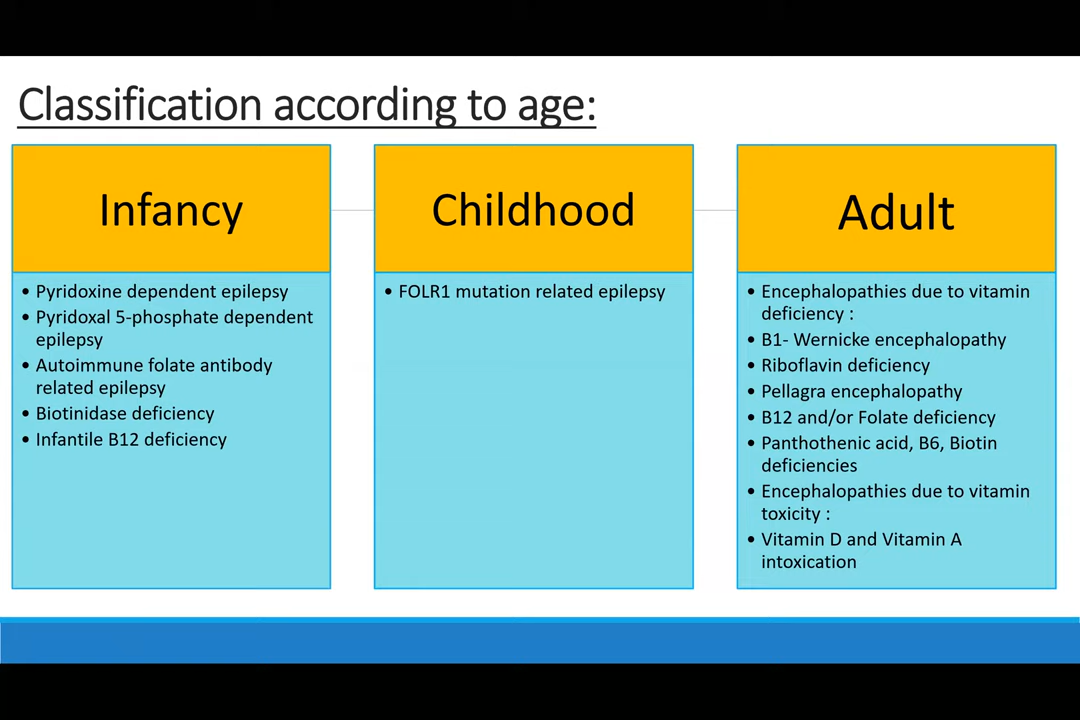 Classification according to age:
Infancy
• Pyridoxine dependent epilepsy
• Pyridoxal 5-phosphate dependent
epilepsy
• Autoimmune folate antibody
related epilepsy
• Biotinidase deficiency
• Infantile B12 deficiency
Childhood
• FOLR1 mutation related epilepsy
Adult
• Encephalopathies due to vitamin
deficiency :
• B1- Wernicke encephalopathy
• Riboflavin deficiency
• Pellagra encephalopathy
• B12 and/or Folate deficiency
• Panthothenic acid, B6, Biotin
deficiencies
• Encephalopathies due to vitamin
toxicity :
• Vitamin D and Vitamin A
intoxication